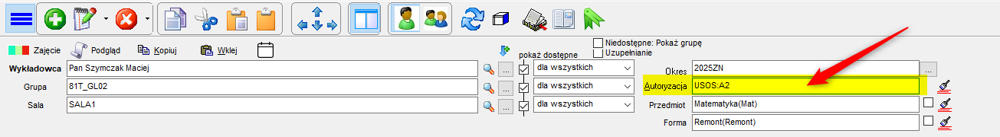 Niedostępne: Pokaż grupę
Zajęcie Podgląd Kopiuj Wklej pokaż dostępne Uzupełnianie
Wykładowca Pan Szymczak Maciej ... dla wszystkich Okres 2025ZN ...
Grupa 81T_GL02 ... dla wszystkich Autoryzacja USOS:A2
Sala SALA1 ... dla wszystkich Przedmiot Matematyka(Mat)
Forma Remont(Remont)